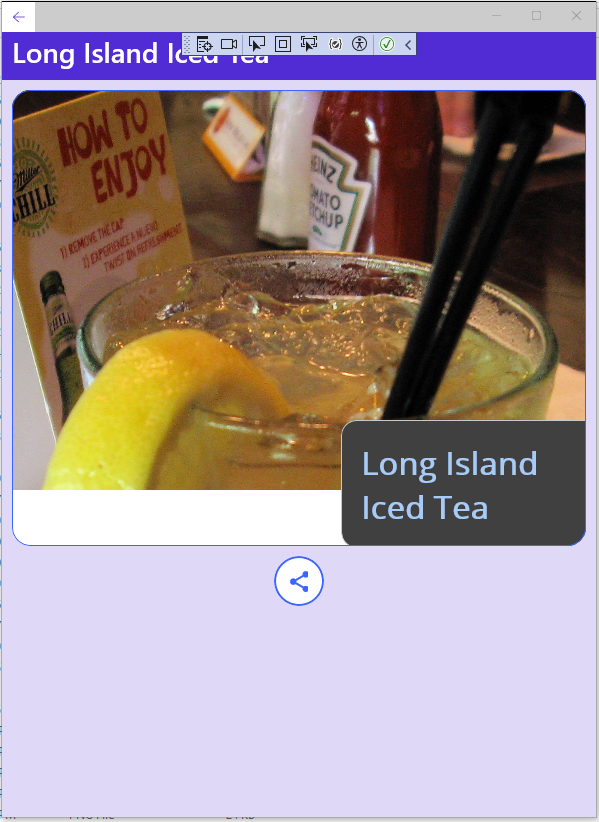 Long Island Iced Tea
HOW TO
ENJOY
Miller
CHILL
1) REMOVE THE CAP
2) EXPERIENCE A NUEVO
TWIST ON REFRESHMENT
CHILL
HEINZ
TOMATO
KETCHUP
Long Island
Iced Tea